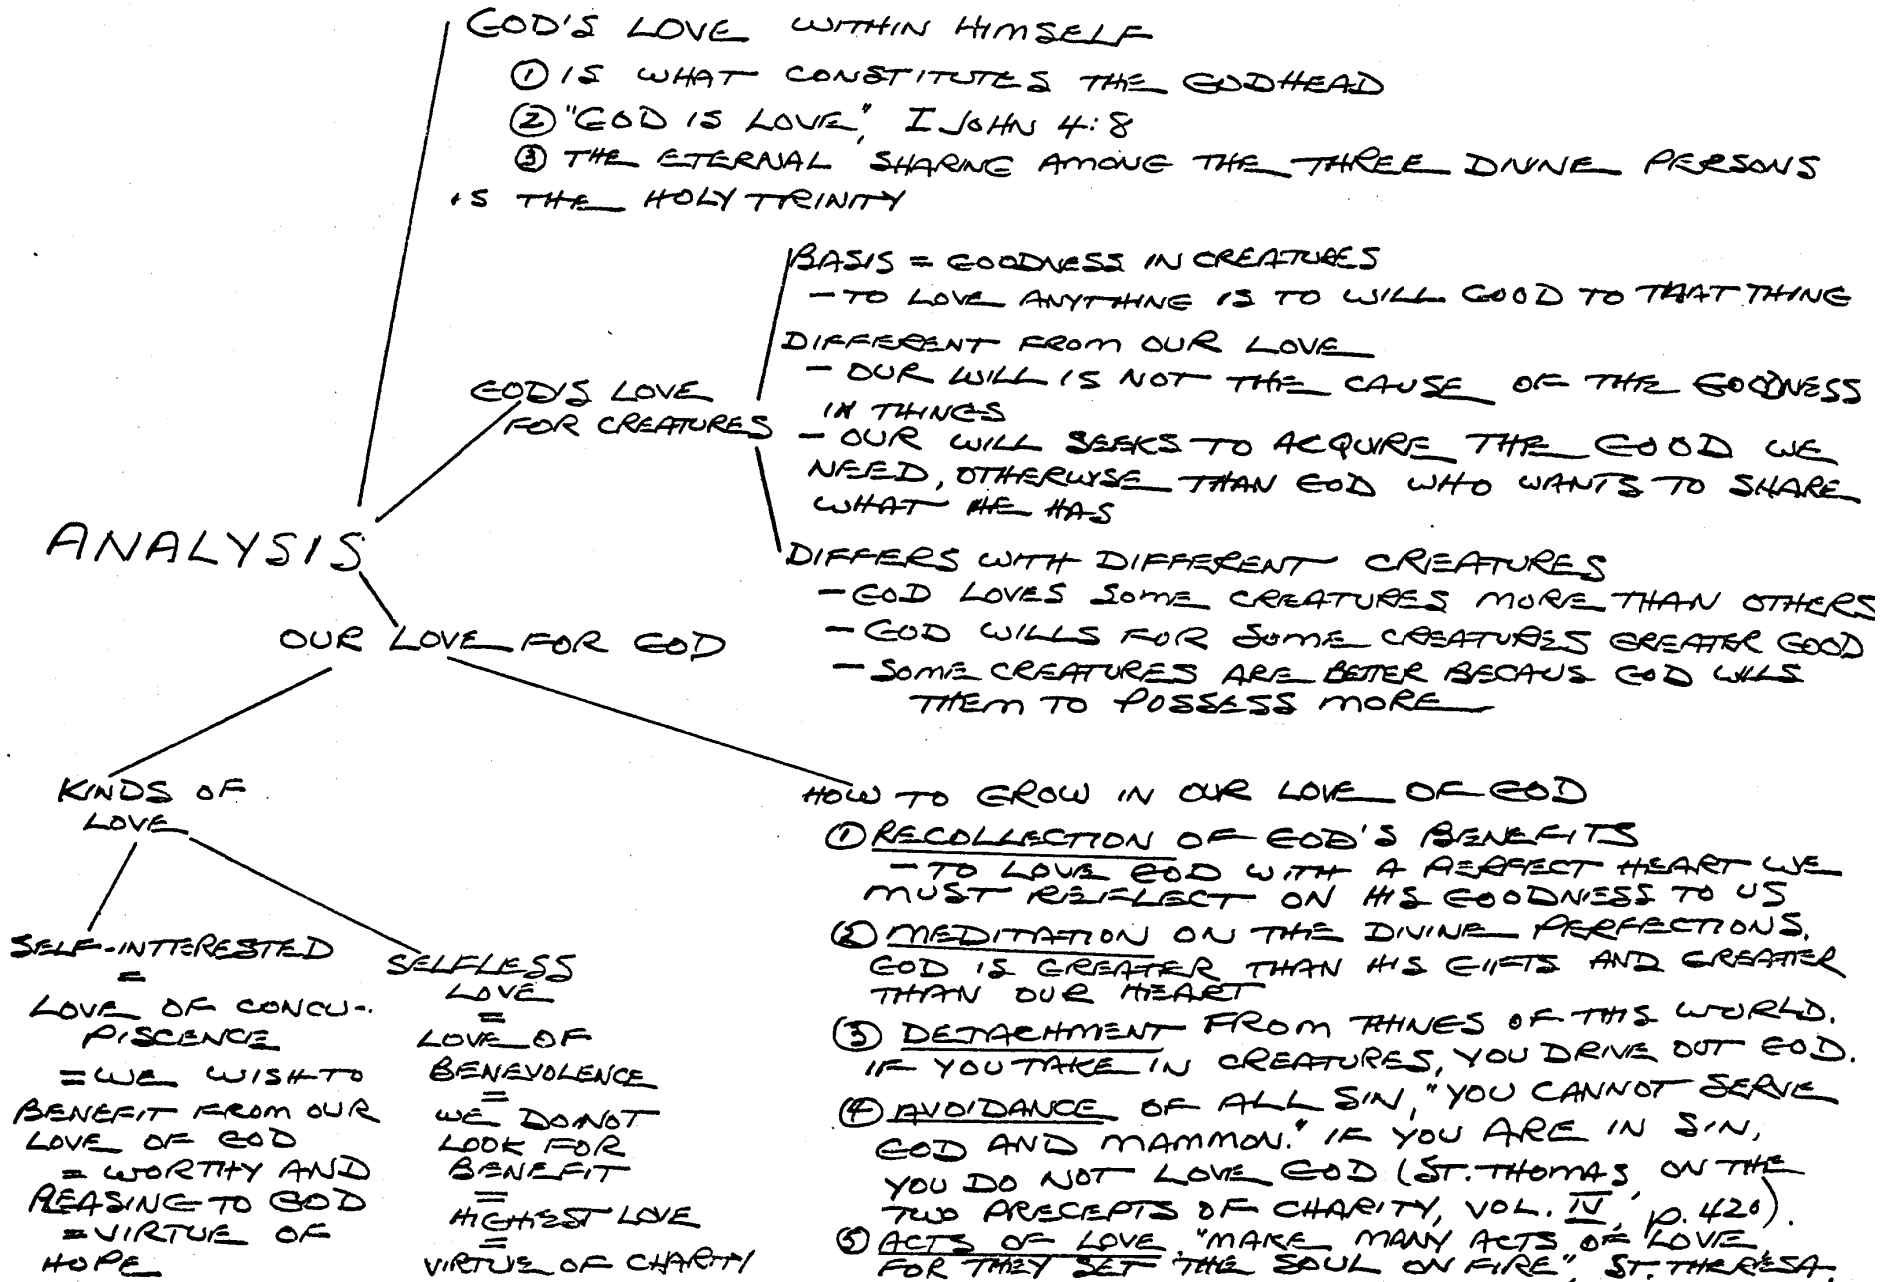 GOD'S LOVE WITHIN HIMSELF
① IS WHAT CONSTITUTES THE GODHEAD
② "GOD IS LOVE", I JOHN 4:8
③ THE ETERNAL SHARING AMONG THE THREE DIVINE PERSONS
IS THE HOLY TRINITY
BASIS = GOODNESS IN CREATURES
- TO LOVE ANYTHING IS TO WILL GOOD TO THAT THING
DIFFERENT FROM OUR LOVE
- OUR WILL IS NOT THE CAUSE OF THE GOODNESS
IN THINGS
- OUR WILL SEEKS TO ACQUIRE THE GOOD WE
NEED, OTHERWYSE THAN GOD WHO WANTS TO SHARE
WHAT HE HAS
GOD'S LOVE
FOR CREATURES
DIFFERS WITH DIFFERENT CREATURES
- GOD LOVES SOME CREATURES MORE THAN OTHERS
- GOD WILLS FOR SOME CREATURES GREATER GOOD
- SOME CREATURES ARE BETTER BECAUS GOD WILLS
THEM TO POSSESS MORE
ANALYSIS
OUR LOVE FOR GOD
KINDS OF
LOVE
SELF-INTERESTED
=
LOVE OF CONCU-
PISCENCE
= WE WISH TO
BENEFIT FROM OUR
LOVE OF GOD
= WORTHY AND
PLEASING TO GOD
= VIRTUE OF
HOPE
SELFLESS
LOVE
=
LOVE OF
BENEVOLENCE
=
WE DO NOT
LOOK FOR
BENEFIT
=
HIGHEST LOVE
=
VIRTUE OF CHARITY
HOW TO GROW IN OUR LOVE OF GOD
① RECOLLECTION OF GOD'S BENEFITS
- TO LOVE GOD WITH A PERFECT HEART WE
MUST REFLECT ON HIS GOODNESS TO US
② MEDITATION ON THE DIVINE PERFECTIONS.
GOD IS GREATER THAN HIS GIFTS AND GREATER
THAN OUR HEART
③ DETACHMENT FROM THINGS OF THIS WORLD.
IF YOU TAKE IN CREATURES, YOU DRIVE OUT GOD.
④ AVOIDANCE OF ALL SIN, "YOU CANNOT SERVE
GOD AND MAMMON." IF YOU ARE IN SIN,
YOU DO NOT LOVE GOD (ST. THOMAS, ON THE
TWO PRECEPTS OF CHARITY, VOL. IV, p. 420).
⑤ ACTS OF LOVE, "MAKE MANY ACTS OF LOVE
FOR THEY SET THE SOUL ON FIRE", ST. THERESA.